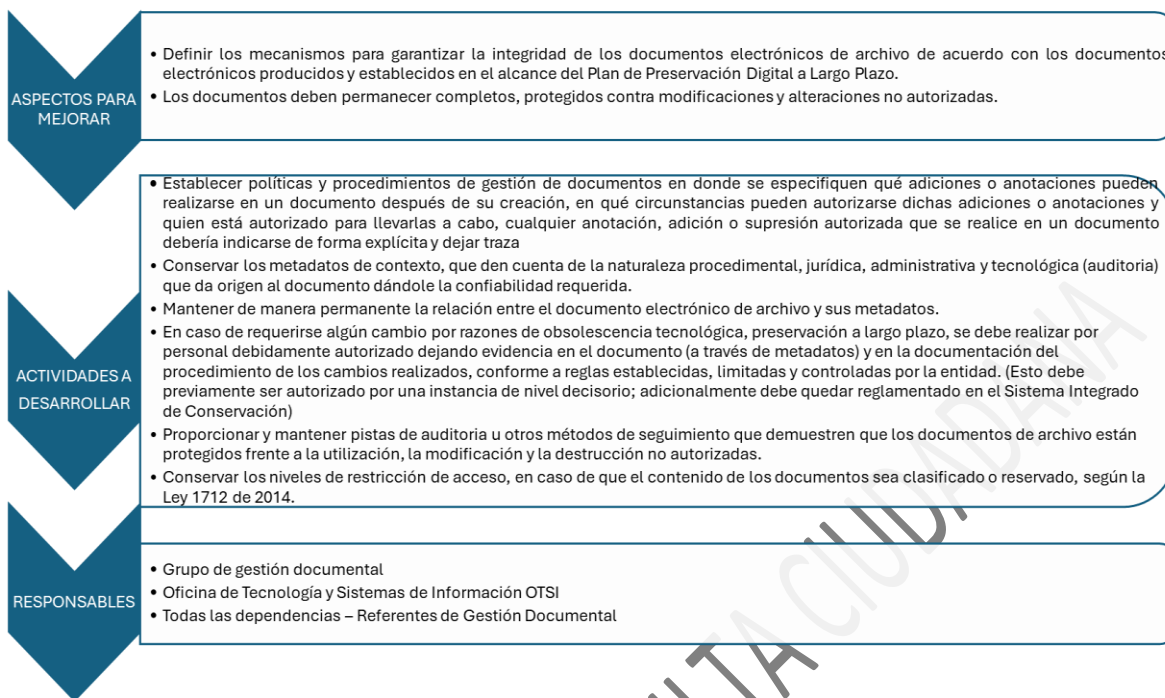 ASPECTOS PARA
MEJORAR
• Definir los mecanismos para garantizar la integridad de los documentos electrónicos de archivo de acuerdo con los documentos
electrónicos producidos y establecidos en el alcance del Plan de Preservación Digital a Largo Plazo.
• Los documentos deben permanecer completos, protegidos contra modificaciones y alteraciones no autorizadas.
ACTIVIDADES A
DESARROLLAR
• Establecer políticas y procedimientos de gestión de documentos en donde se especifiquen qué adiciones o anotaciones pueden
realizarse en un documento después de su creación, en qué circunstancias pueden autorizarse dichas adiciones o anotaciones y
quien está autorizado para llevarlas a cabo, cualquier anotación, adición o supresión autorizada que se realice en un documento
debería indicarse de forma explícita y dejar traza
• Conservar los metadatos de contexto, que den cuenta de la naturaleza procedimental, jurídica, administrativa y tecnológica (auditoria)
que da origen al documento dándole la confiabilidad requerida.
• Mantener de manera permanente la relación entre el documento electrónico de archivo y sus metadatos.
• En caso de requerirse algún cambio por razones de obsolescencia tecnológica, preservación a largo plazo, se debe realizar por
personal debidamente autorizado dejando evidencia en el documento (a través de metadatos) y en la documentación del
procedimiento de los cambios realizados, conforme a reglas establecidas, limitadas y controladas por la entidad. (Esto debe
previamente ser autorizado por una instancia de nivel decisorio; adicionalmente debe quedar reglamentado en el Sistema Integrado
de Conservación)
• Proporcionar y mantener pistas de auditoria u otros métodos de seguimiento que demuestren que los documentos de archivo están
protegidos frente a la utilización, la modificación y la destrucción no autorizadas.
• Conservar los niveles de restricción de acceso, en caso de que el contenido de los documentos sea clasificado o reservado, según la
Ley 1712 de 2014.
RESPONSABLES
• Grupo de gestión documental
• Oficina de Tecnología y Sistemas de Información OTSI
• Todas las dependencias – Referentes de Gestión Documental
CIUDADANA